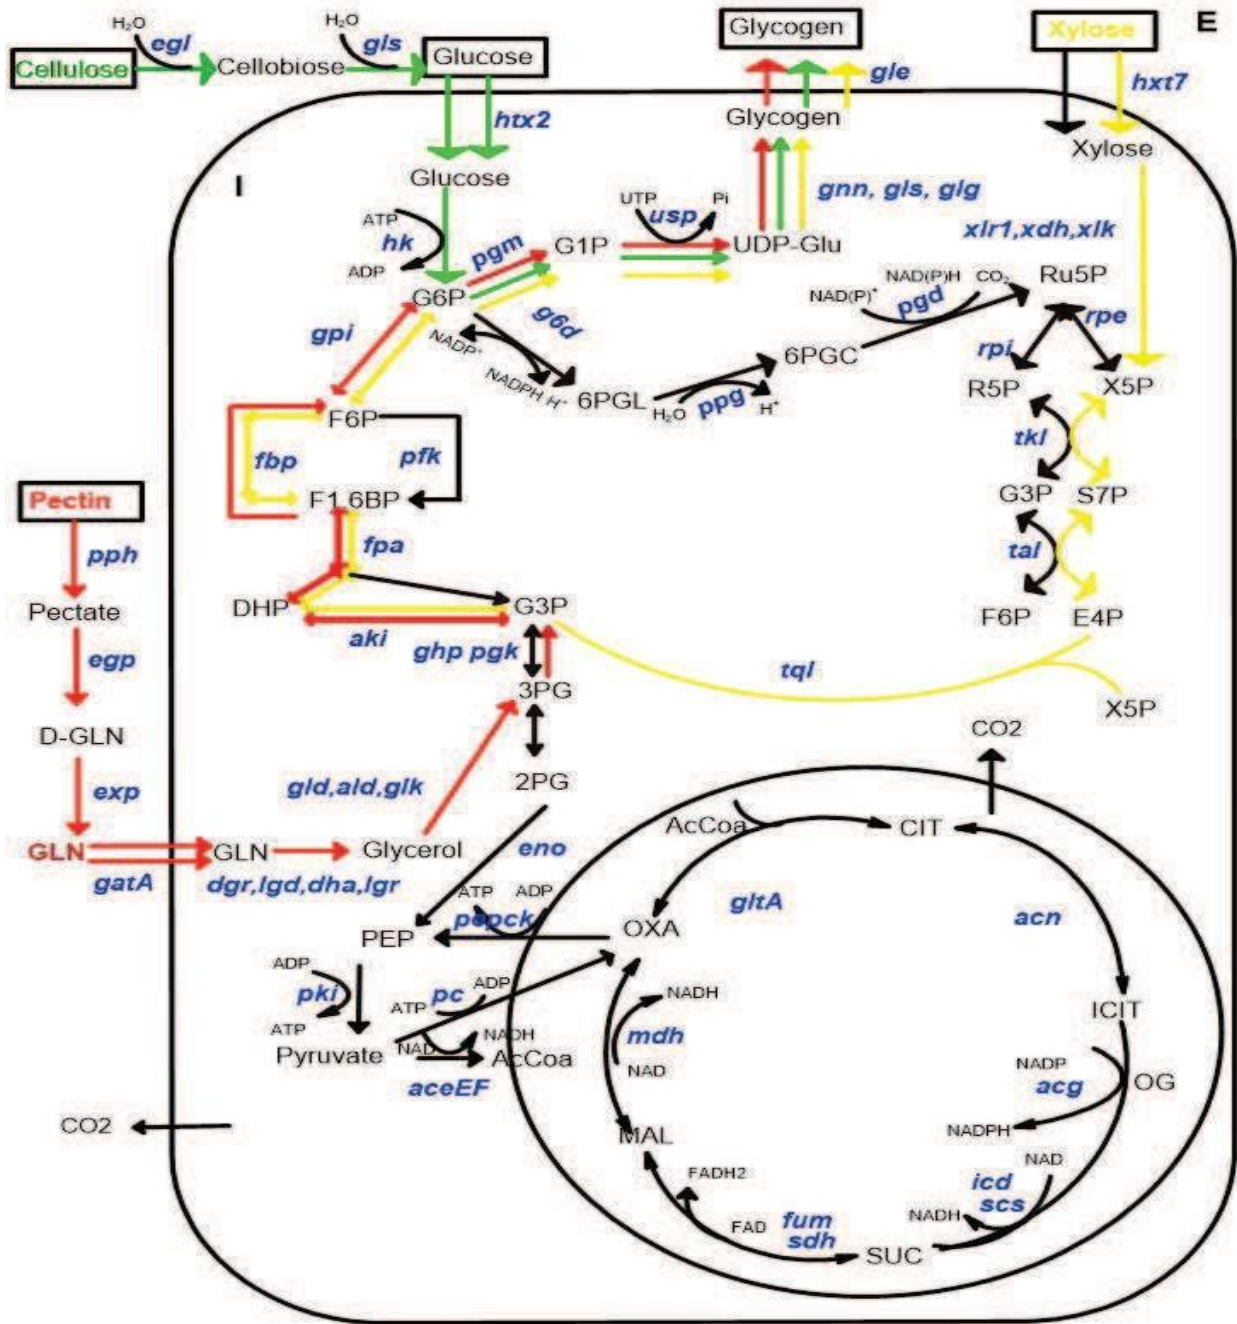 H₂O
egl
H₂O
gls
Glucose
Glycogen
Xylose
E
Cellulose
Cellobiose
gle
hxt7
Glycogen
htx2
Xylose
I
Glucose
gnn, gls, glg
UTP
Pi
usp
ATP
hk
ADP
pgm
G1P
UDP-Glu
xlr1,xdh,xlk
G6P
g6d
NAD(P)H
CO₂
Ru5P
NAD(P)⁺
pgd
gpi
NADP⁺
rpe
6PGC
rpi
NADPH H⁺
6PGL
H₂O
ppg
H⁺
R5P
X5P
F6P
fbp
pfk
tkl
Pectin
F1,6BP
G3P
S7P
pph
fpa
tal
Pectate
DHP
G3P
F6P
E4P
aki
ghp pgk
egp
tql
3PG
X5P
D-GLN
CO2
gld,ald,glk
2PG
exp
AcCoa
CIT
GLN
GLN
Glycerol
eno
gatA
dgr,lgd,dha,lgr
ATP
ADP
gltA
acn
PEP
pepck
OXA
ADP
pki
ATP
pc
ADP
NADH
ICIT
ATP
Pyruvate
NAD
NADH
AcCoa
mdh
NAD
NADP
acg
OG
aceEF
CO2
MAL
NADPH
FADH2
NAD
icd
scs
NADH
FAD
fum
sdh
SUC